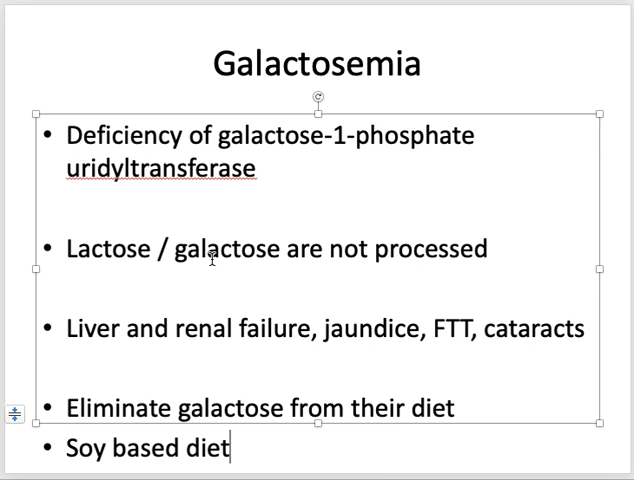 Galactosemia
• Deficiency of galactose-1-phosphate
uridyltransferase
• Lactose / galactose are not processed
• Liver and renal failure, jaundice, FTT, cataracts
• Eliminate galactose from their diet
• Soy based diet